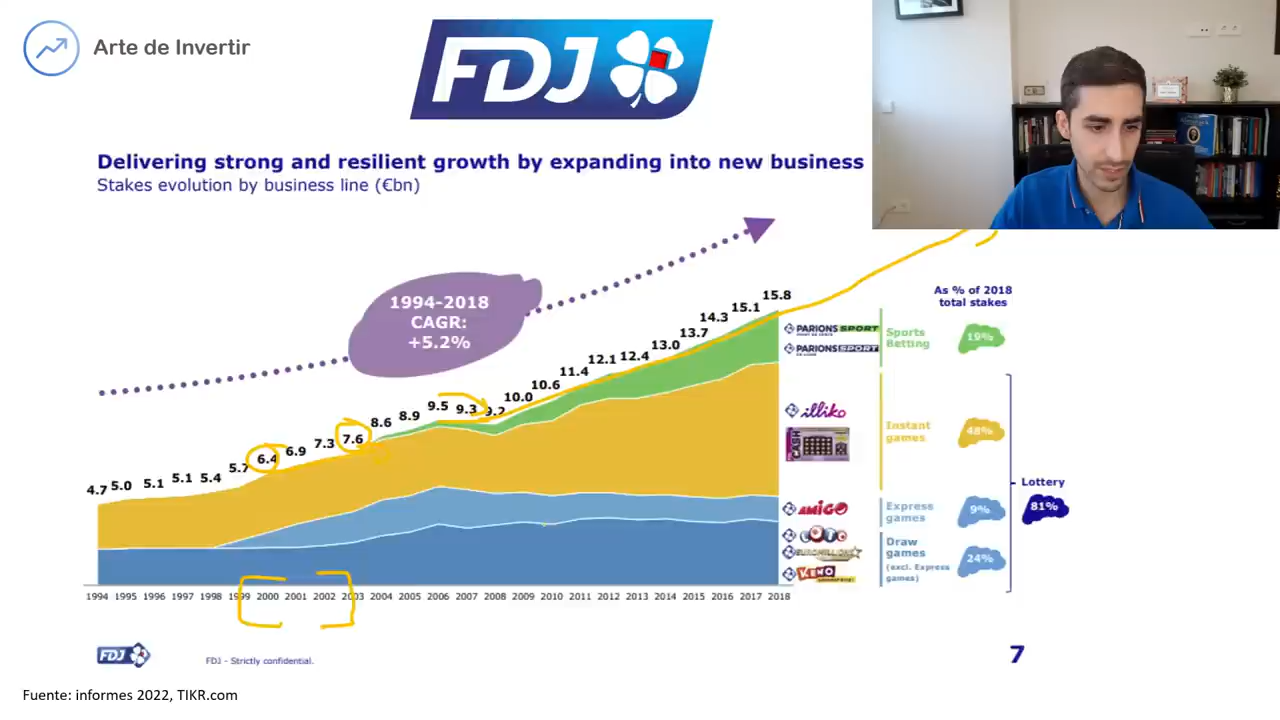 Arte de Invertir
FDJ
Delivering strong and resilient growth by expanding into new business
Stakes evolution by business line (€bn)
1994-2018
CAGR:
+5.2%
4.7 5.0 5.1 5.1 5.4 5.7 6.4 6.9 7.3 7.6 8.6 8.9 9.5 9.3 9.2 10.0 10.6 11.4 12.1 12.4 13.0 13.7 14.3 15.1 15.8
As % of 2018
total stakes
PARIONS SPORT
PARIONS SPORT
Sports
Betting
19%
illiko
CASH
Instant
games
48%
Lottery
81%
AMIGO
Express
games
9%
LOTO
EUROMILLIONS
KENO
Draw
games
(excl. Express
games)
24%
1994 1995 1996 1997 1998 1999 2000 2001 2002 2003 2004 2005 2006 2007 2008 2009 2010 2011 2012 2013 2014 2015 2016 2017 2018
FDJ
FDJ - Strictly confidential.
7
Fuente: informes 2022, TIKR.com